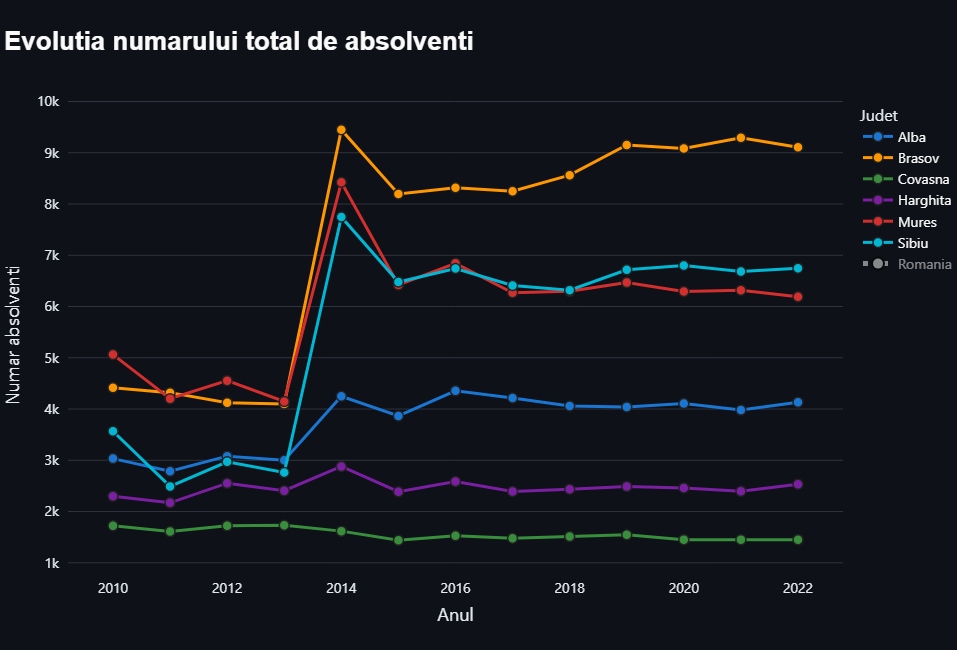 Evolutia numarului total de absolventi
10k
9k
8k
7k
6k
5k
4k
3k
2k
1k
Numar absolventi
2010 2012 2014 2016 2018 2020 2022
Anul
Judet
Alba
Brasov
Covasna
Harghita
Mures
Sibiu
Romania